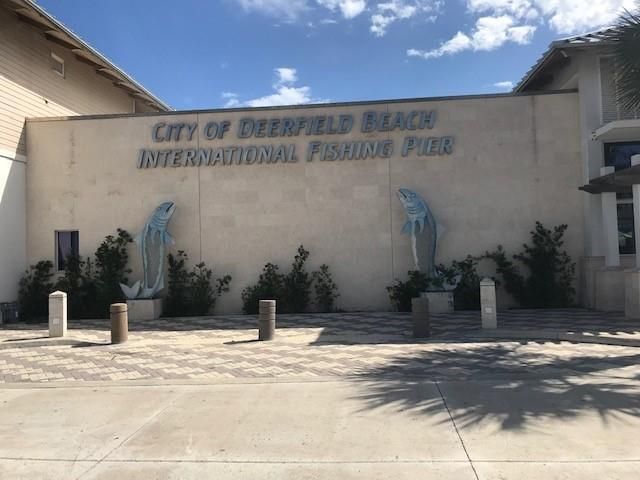 City of Deerfield Beach
International Fishing Pier